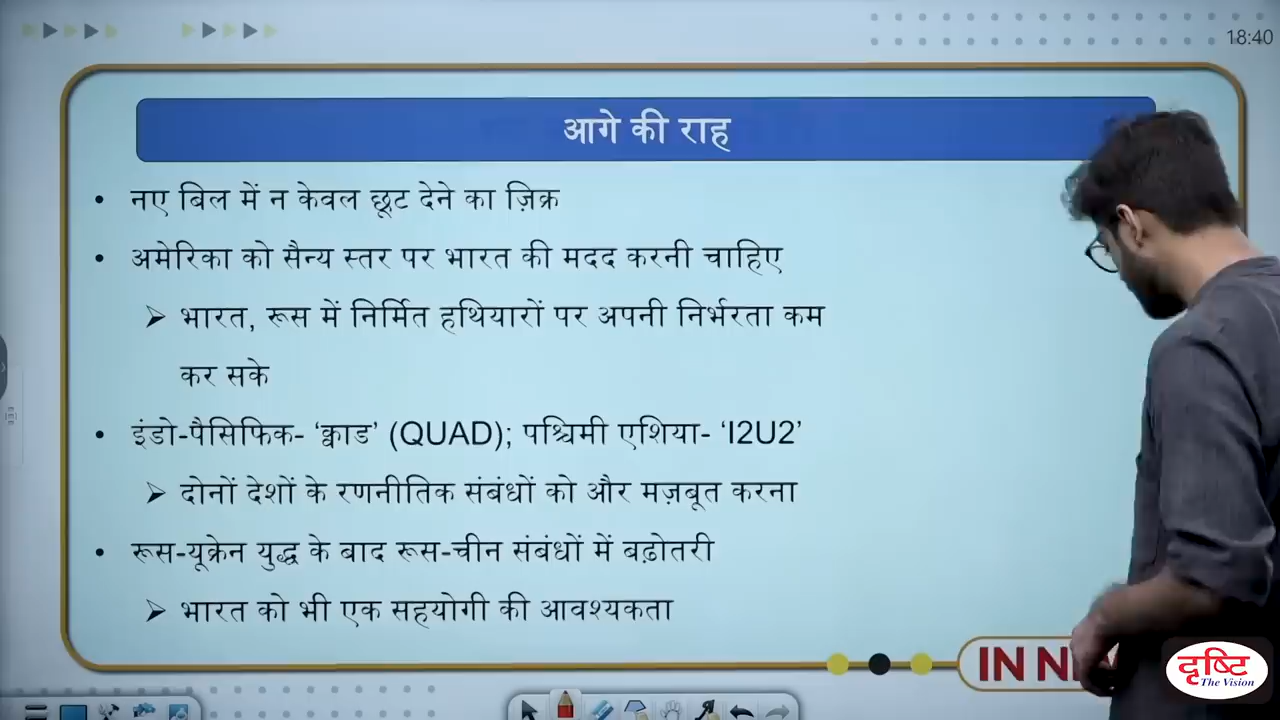 18:40
आगे की राह
• नए बिल में न केवल छूट देने का ज़िक्र
• अमेरिका को सैन्य स्तर पर भारत की मदद करनी चाहिए
➢ भारत, रूस में निर्मित हथियारों पर अपनी निर्भरता कम
कर सके
• इंडो-पैसिफिक- ‘क्वाड’ (QUAD); पश्चिमी एशिया- ‘I2U2’
➢ दोनों देशों के रणनीतिक संबंधों को और मज़बूत करना
• रूस-यूक्रेन युद्ध के बाद रूस-चीन संबंधों में बढ़ोतरी
➢ भारत को भी एक सहयोगी की आवश्यकता
IN
दृष्टि
The Vision